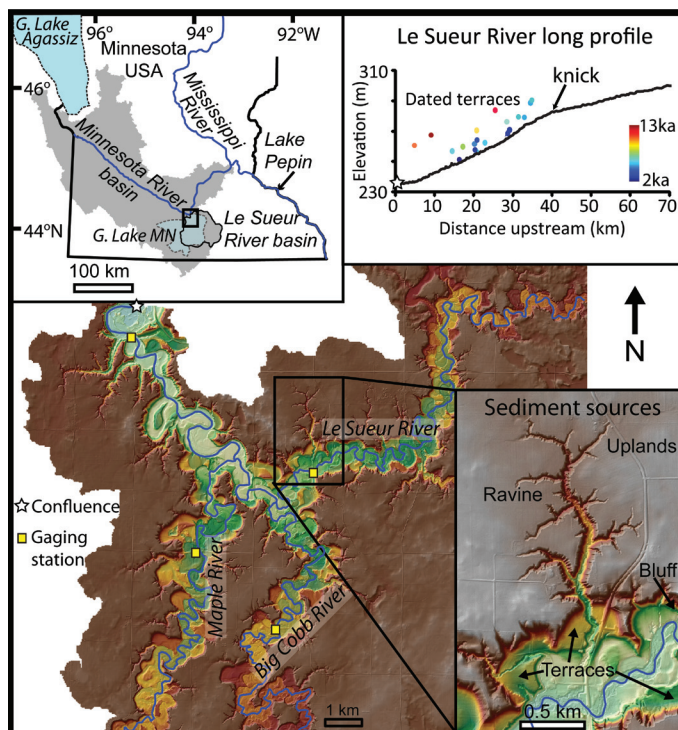 G. Lake
Agassiz
96°
94°
92°W
Minnesota
USA
46°
44°N
Mississippi
River
Lake
Pepin
Minnesota River
basin
G. Lake MN
Le Sueur
River basin
100 km
Le Sueur River long profile
310
230
Elevation (m)
Dated terraces
knick
13ka
2ka
0 10 20 30 40 50 60 70
Distance upstream (km)
N
Le Sueur River
Confluence
Gaging
station
Maple River
Big Cobb River
1 km
Sediment sources
Uplands
Ravine
Bluff
Terraces
0.5 km